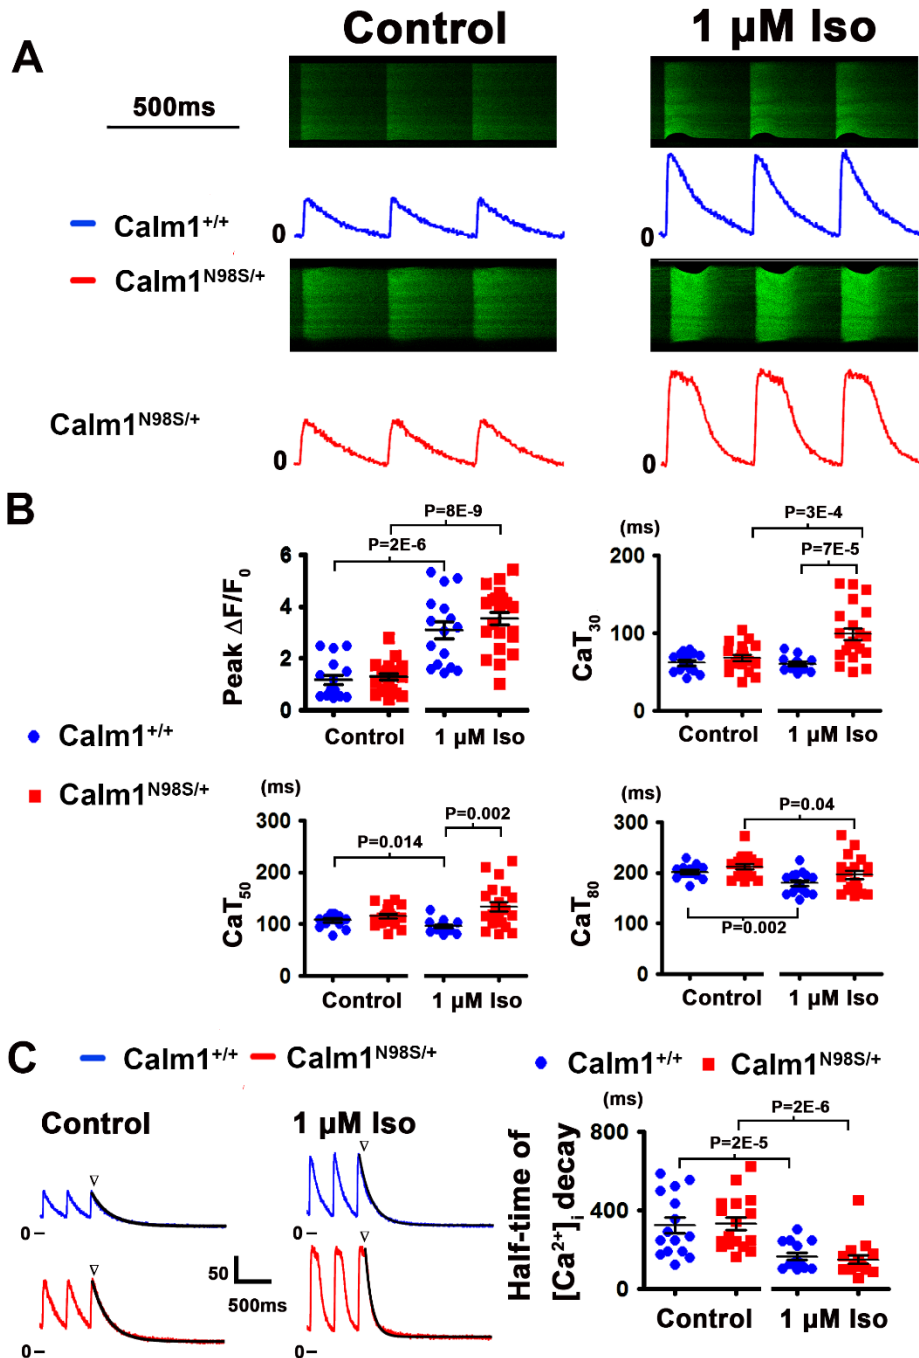 Control
1 µM Iso
A
500ms
Calm1+/+
0
0
Calm1N98S/+
Calm1N98S/+
0
0
B
P=8E-9
P=2E-6
Peak ΔF/F0
6
4
2
0
Control
1 µM Iso
(ms)
P=3E-4
P=7E-5
CaT30
200
100
0
Control
1 µM Iso
Calm1+/+
Calm1N98S/+
(ms)
P=0.002
P=0.014
CaT50
300
200
100
0
Control
1 µM Iso
(ms)
P=0.04
P=0.002
CaT80
300
200
100
0
Control
1 µM Iso
C
Calm1+/+
Calm1N98S/+
Control
1 µM Iso
0
0
50
500ms
Calm1+/+
Calm1N98S/+
(ms)
P=2E-6
P=2E-5
Half-time of
[Ca2+]i decay
800
400
0
Control
1 µM Iso